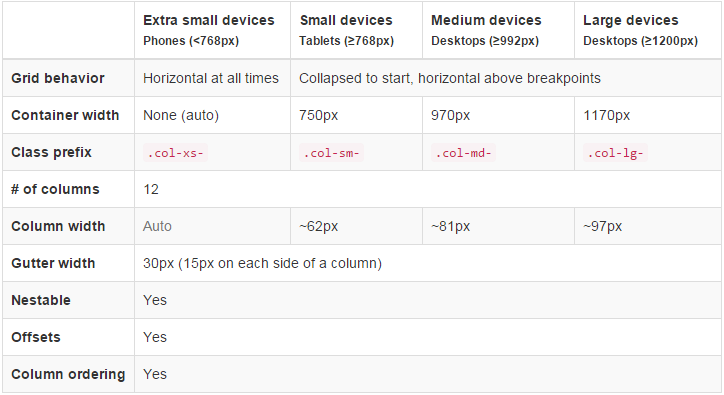 Extra small devices Small devices Medium devices Large devices
Phones (<768px) Tablets (≥768px) Desktops (≥992px) Desktops (≥1200px)
Grid behavior Horizontal at all times Collapsed to start, horizontal above breakpoints
Container width None (auto) 750px 970px 1170px
Class prefix .col-xs- .col-sm- .col-md- .col-lg-
# of columns 12
Column width Auto ~62px ~81px ~97px
Gutter width 30px (15px on each side of a column)
Nestable Yes
Offsets Yes
Column ordering Yes